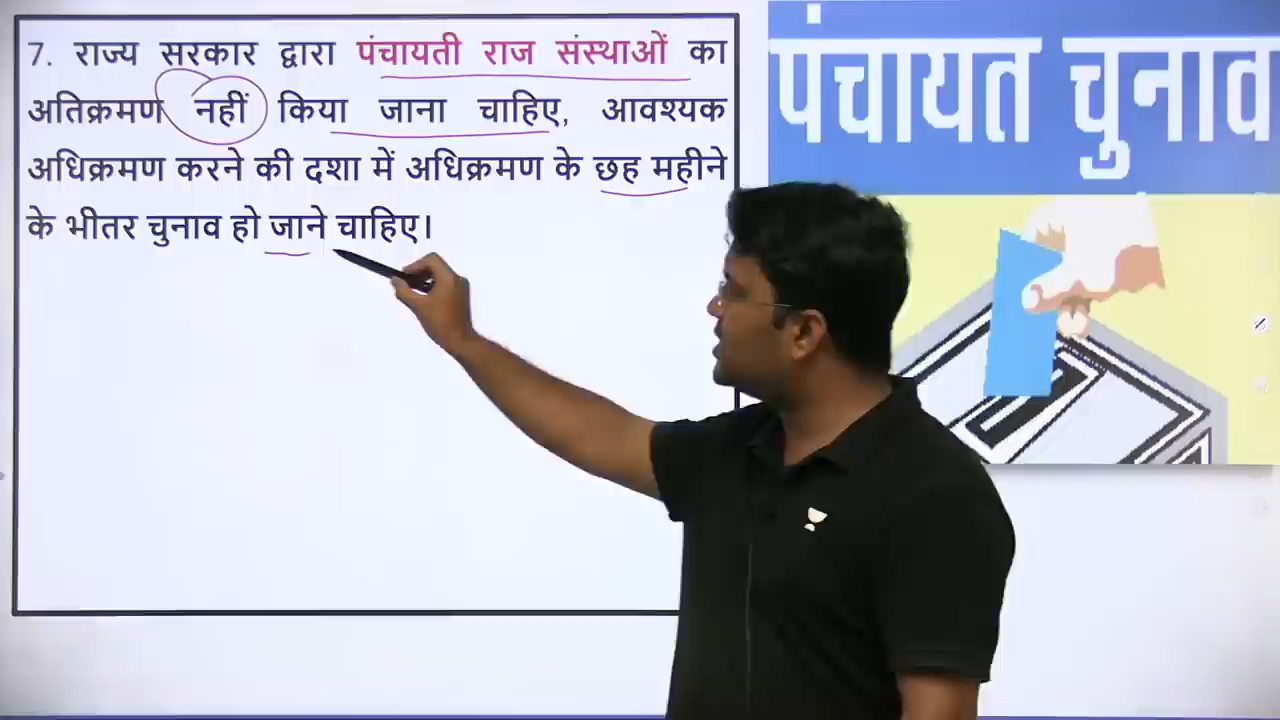 7. राज्य सरकार द्वारा पंचायती राज संस्थाओं का
अतिक्रमण नहीं किया जाना चाहिए, आवश्यक
अधिक्रमण करने की दशा में अधिक्रमण के छह महीने
के भीतर चुनाव हो जाने चाहिए।
पंचायत चुनाव